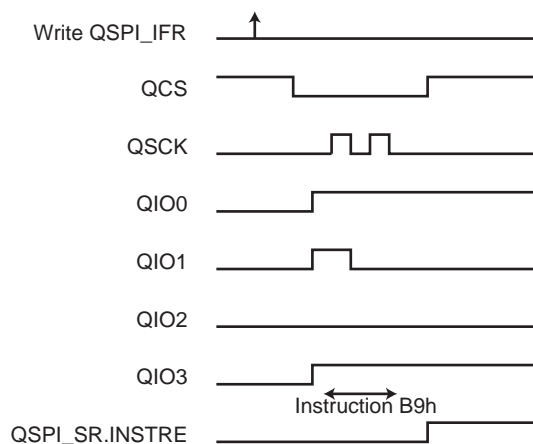 Write QSPI_IFR
QCS
QSCK
QIO0
QIO1
QIO2
QIO3
Instruction B9h
QSPI_SR.INSTRE